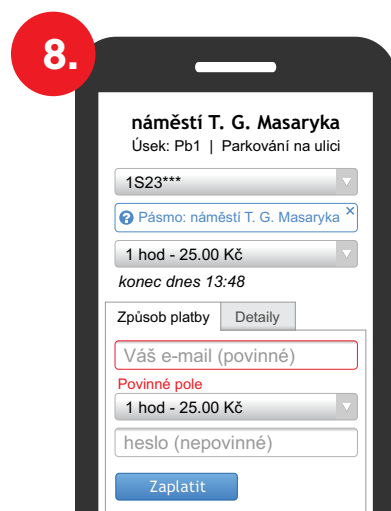 8.
náměstí T. G. Masaryka
Úsek: Pb1 | Parkování na ulici
1S23***
? Pásmo: náměstí T. G. Masaryka ×
1 hod - 25.00 Kč
konec dnes 13:48
Způsob platby Detaily
Váš e-mail (povinné)
Povinné pole
1 hod - 25.00 Kč
heslo (nepovinné)
Zaplatit